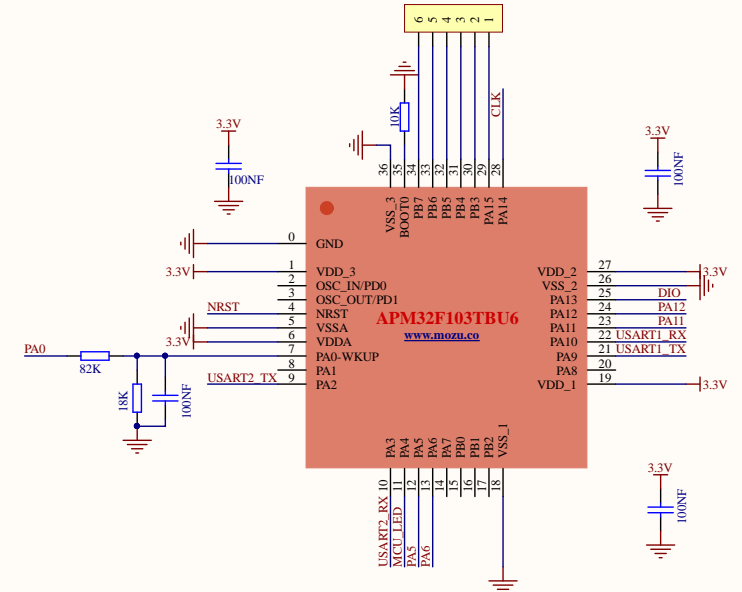 6 5 4 3 2 1
10K
CLK
3.3V
100NF
3.3V
100NF
36 35 34 33 32 31 30 29 28
VSS_3 BOOT0 PB7 PB6 PB5 PB4 PB3 PA15 PA14
0 GND
3.3V 1 VDD_3
2 OSC_IN/PD0
3 OSC_OUT/PD1
NRST 4 NRST
5 VSSA
3.3V 6 VDDA
PA0 7 PA0-WKUP
8 PA1
USART2_TX 9 PA2
82K
18K
100NF
APM32F103TBU6
www.mozu.co
VDD_2 27 3.3V
VSS_2 26
PA13 25 DIO
PA12 24 PA12
PA11 23 PA11
PA10 22 USART1_RX
PA9 21 USART1_TX
PA8 20
VDD_1 19 3.3V
PA3 PA4 PA5 PA6 PA7 PB0 PB1 PB2 VSS_1
10 11 12 13 14 15 16 17 18
USART2_RX MCU_LED PA5 PA6
3.3V
100NF